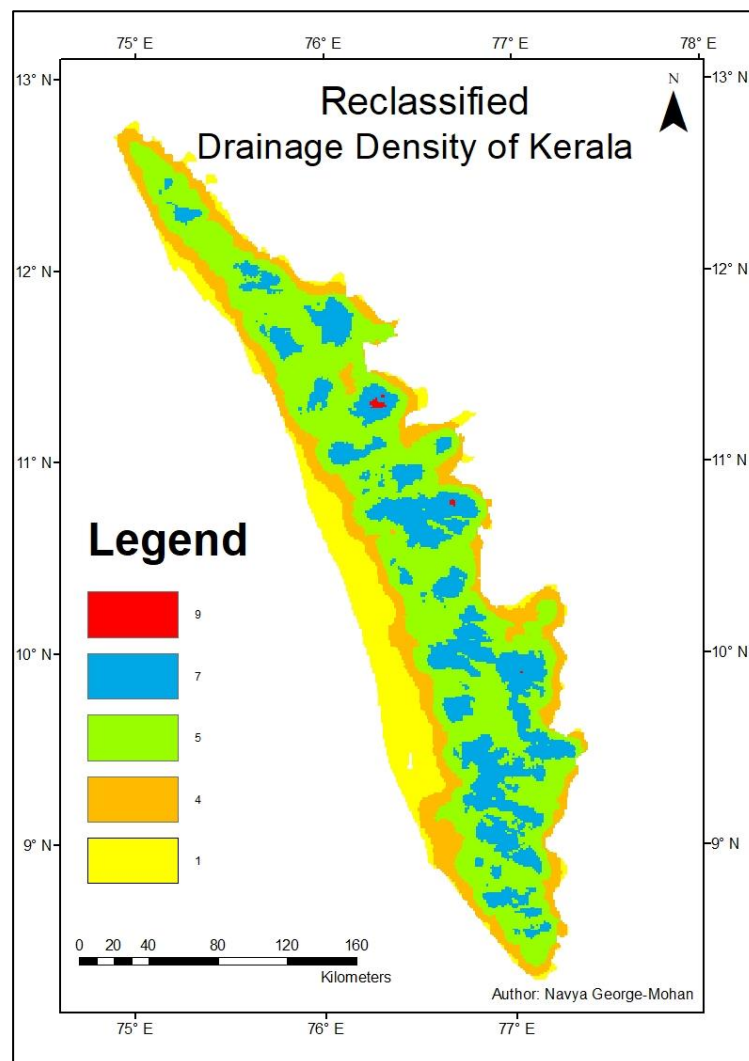 75° E 76° E 77° E 78° E
13° N 13° N
N
Reclassified
Drainage Density of Kerala
12° N 12° N
11° N 11° N
Legend
9
7
10° N 10° N
5
4
9° N 9° N
1
0 20 40 80 120 160
Kilometers
Author: Navya George-Mohan
75° E 76° E 77° E